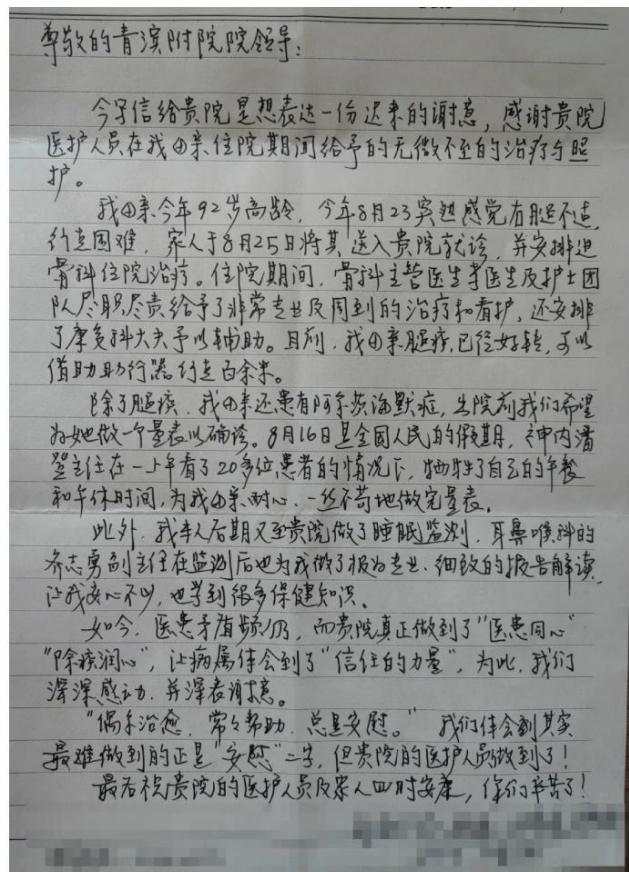 尊敬的青滨附院院领导：
今写信给贵院是想表达一份迟来的谢意，感谢贵院
医护人员在我母亲住院期间给予的无微不至的治疗与照
护。
我母亲今年92岁高龄，今年8月23突然感觉右腿不适，
行走困难，家人于8月25日将其送入贵院就诊，并安排进
骨科住院治疗。住院期间，骨科主管医生李医生及护士团
队尽职尽责给予了非常专业及周到的治疗和看护，还安排
了康复科大夫予以辅助。目前，我母亲腿疾已经好转，可以
借助助行器行走百余米。
除了腿疾，我母亲还患有阿尔茨海默症，出院前我们希望
为她做一个量表以确诊。9月16日是全国人民的假期，神内潘
主任在一上午看了20多位患者的情况下，牺牲了自己的午餐
和午休时间，为我母亲耐心、一丝不苟地做完量表。
此外，我本人后期又至贵院做了睡眠监测，耳鼻喉科的
齐志勇副主任在监测后也为我做了极为专业、细致的报告解读，
让我安心不少，也学到很多保健知识。
如今，医患矛盾频仍，而贵院真正做到了“医患同心”
“除疾润心”，让病属体会到了“信任的力量”，为此，我们
深深感动，并深表谢意。
“偶尔治愈，常常帮助，总是安慰。”我们体会到其实
最难做到的正是“安慰”二字，但贵院的医护人员做到了！
最后祝贵院的医护人员及家人四时安康，你们辛苦了！